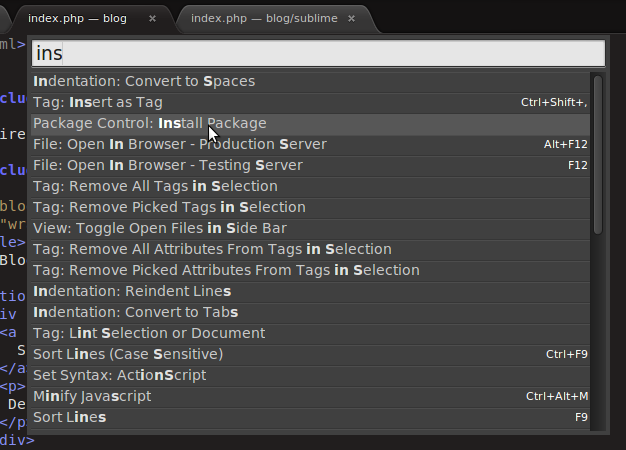 index.php — blog × index.php — blog/sublime ×
ml>
ins
Indentation: Convert to Spaces
Tag: Insert as Tag Ctrl+Shift+,
clu
Package Control: Install Package
ire
File: Open In Browser - Production Server Alt+F12
File: Open In Browser - Testing Server F12
clu
Tag: Remove All Tags in Selection
blo
Tag: Remove Picked Tags in Selection
"wr
View: Toggle Open Files in Side Bar
le>
Tag: Remove All Attributes From Tags in Selection
Blo
Tag: Remove Picked Attributes From Tags in Selection
Indentation: Reindent Lines
tio
Indentation: Convert to Tabs
iv
Tag: Lint Selection or Document
<a
Sort Lines (Case Sensitive) Ctrl+F9
S
Set Syntax: ActionScript
</a
<p>
Minify Javascript Ctrl+Alt+M
De
Sort Lines F9
</p
div>